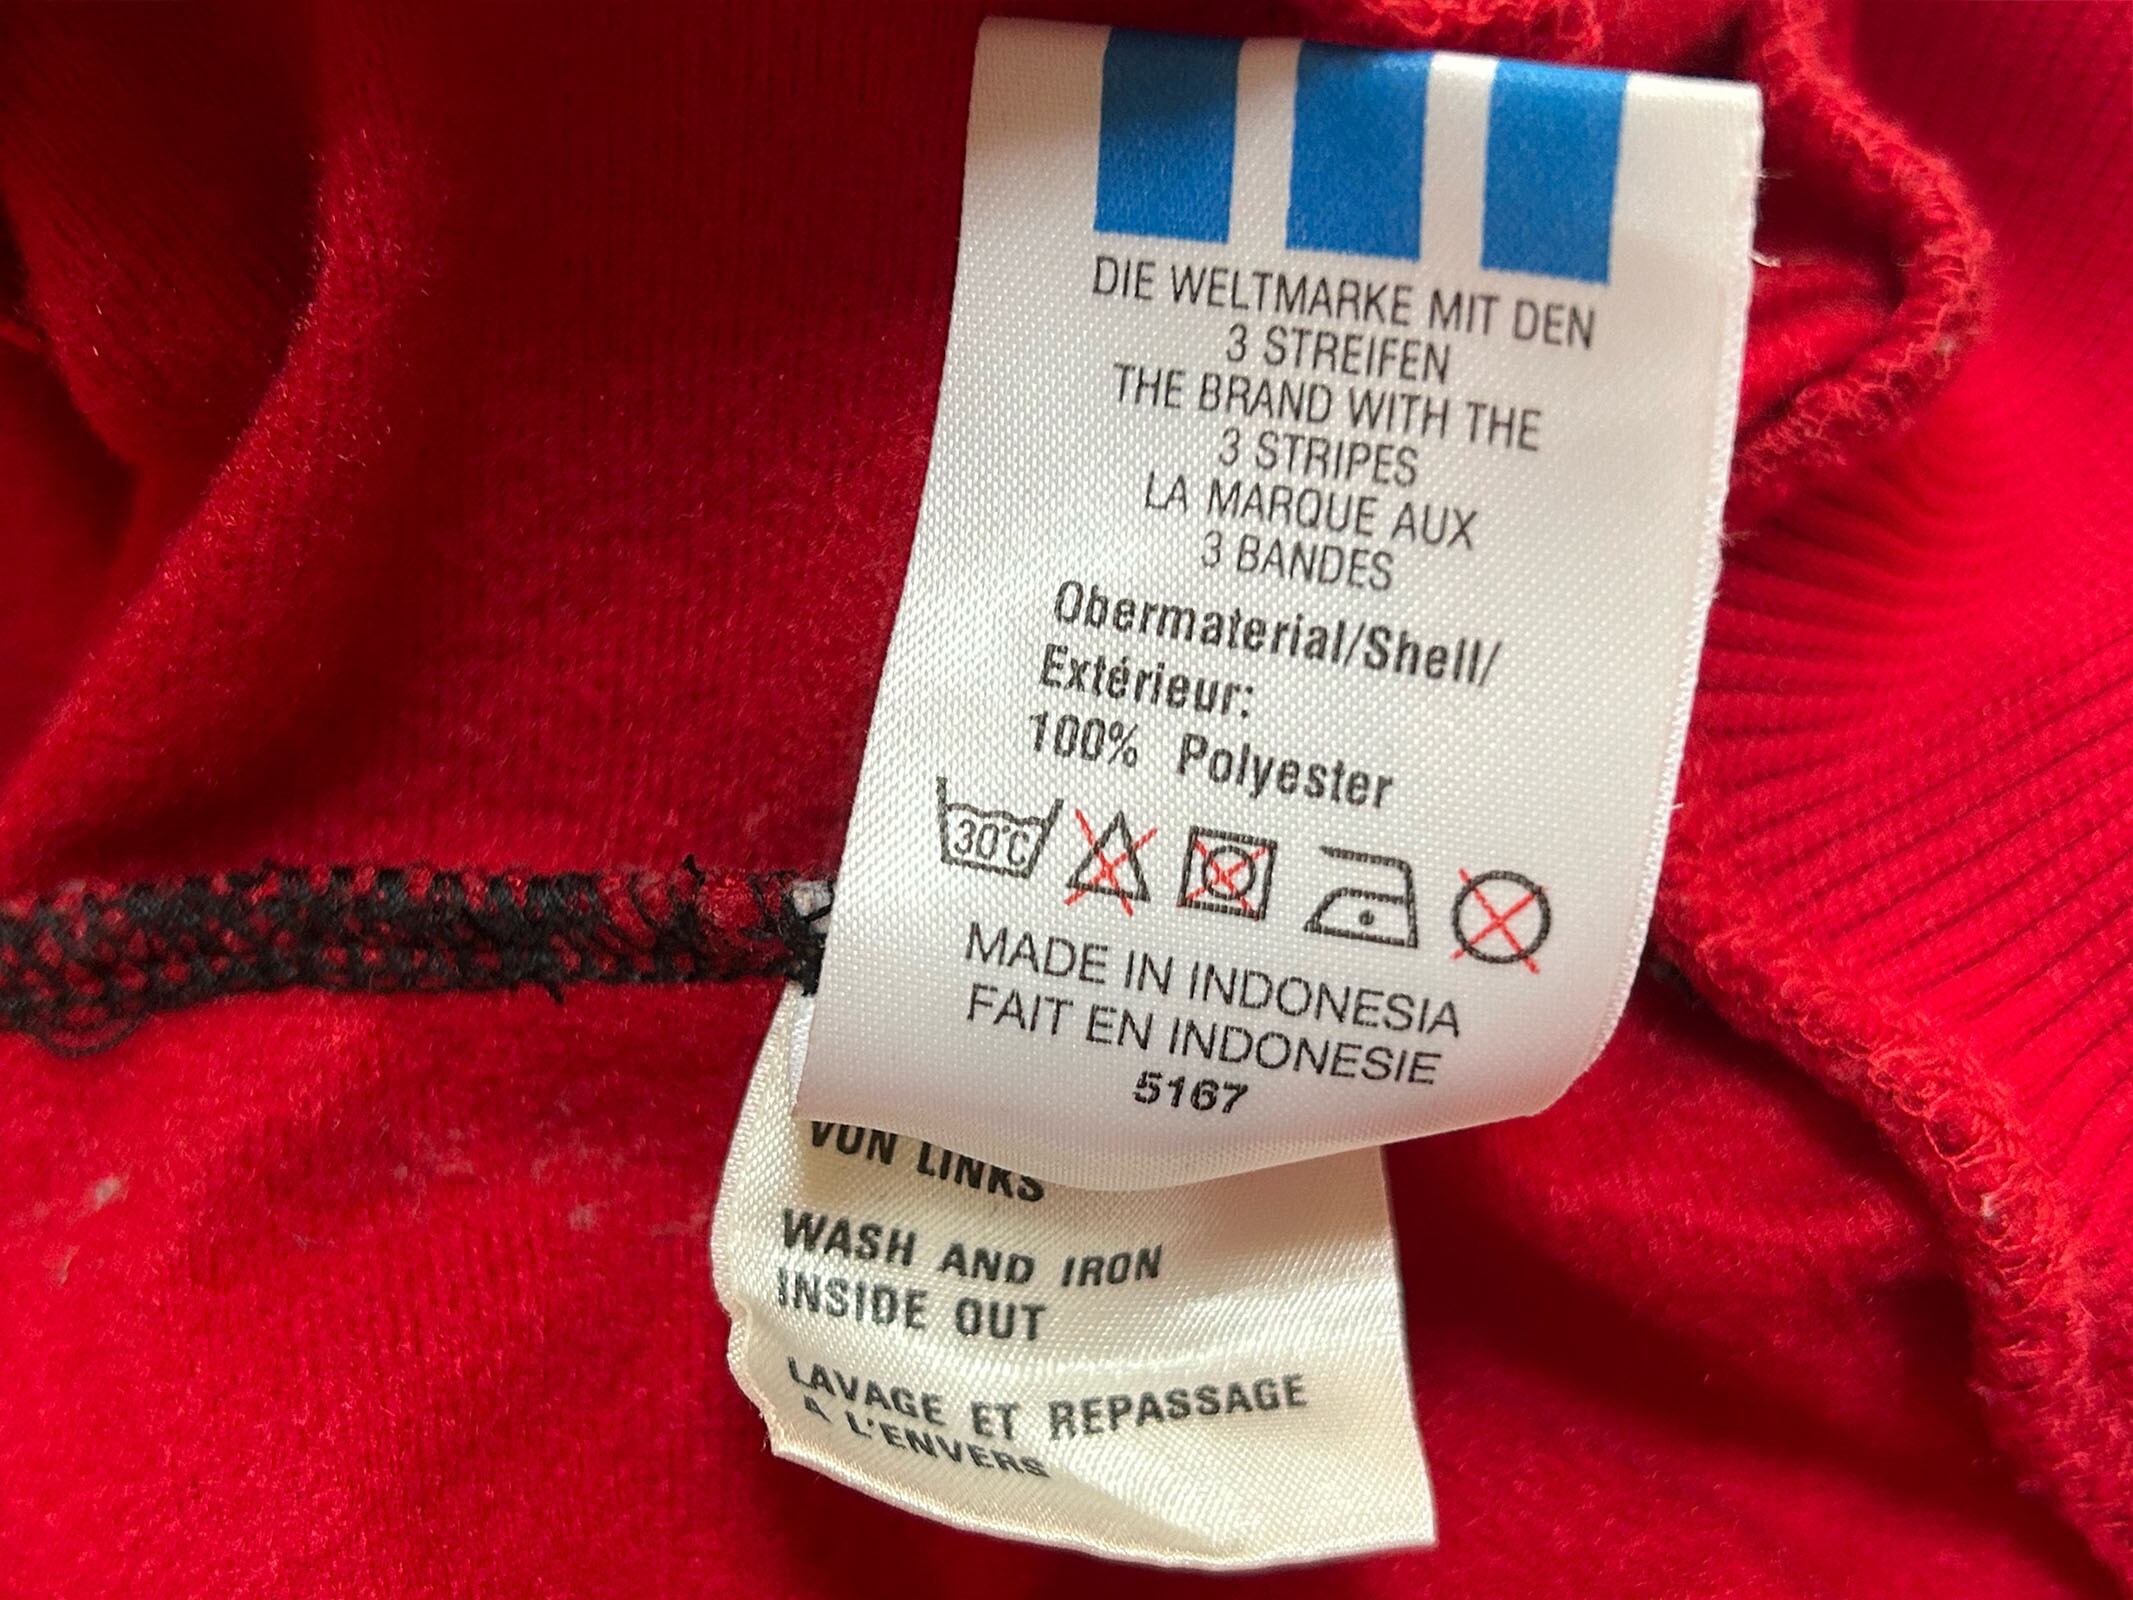 DIE WELTMARKE MIT DEN
3 STREIFEN
THE BRAND WITH THE
3 STRIPES
LA MARQUE AUX
3 BANDES
Obermaterial/Shell/
Extérieur:
100% Polyester
30°C
MADE IN INDONESIA
FAIT EN INDONESIE
5167
VON LINKS
WASH AND IRON
INSIDE OUT
LAVAGE ET REPASSAGE
A L'ENVERS